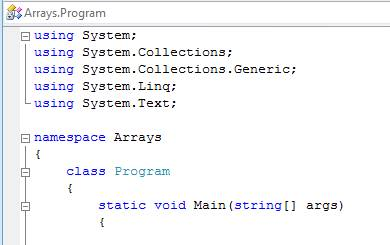 Arrays.Program
using System;
using System.Collections;
using System.Collections.Generic;
using System.Linq;
using System.Text;
namespace Arrays
{
class Program
{
static void Main(string[] args)
{